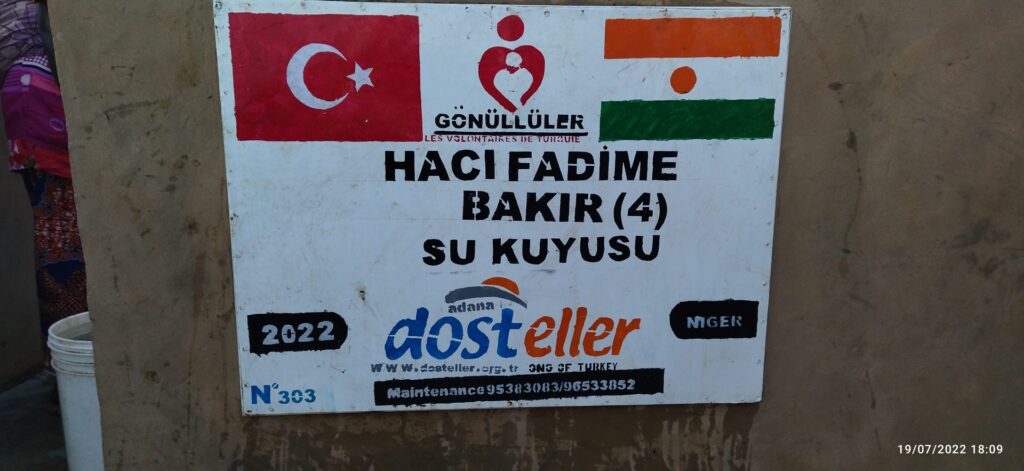 GÖNÜLLÜLER
LES VOLONTAIRES DE TURQUIE
HACI FADİME
BAKIR (4)
SU KUYUSU
adana
dosteller
2022
NIGER
WWW.dosteller.org.tr ONG OF TURKEY
Maintenance 95383083/96533852
N° 303
19/07/2022 18:09